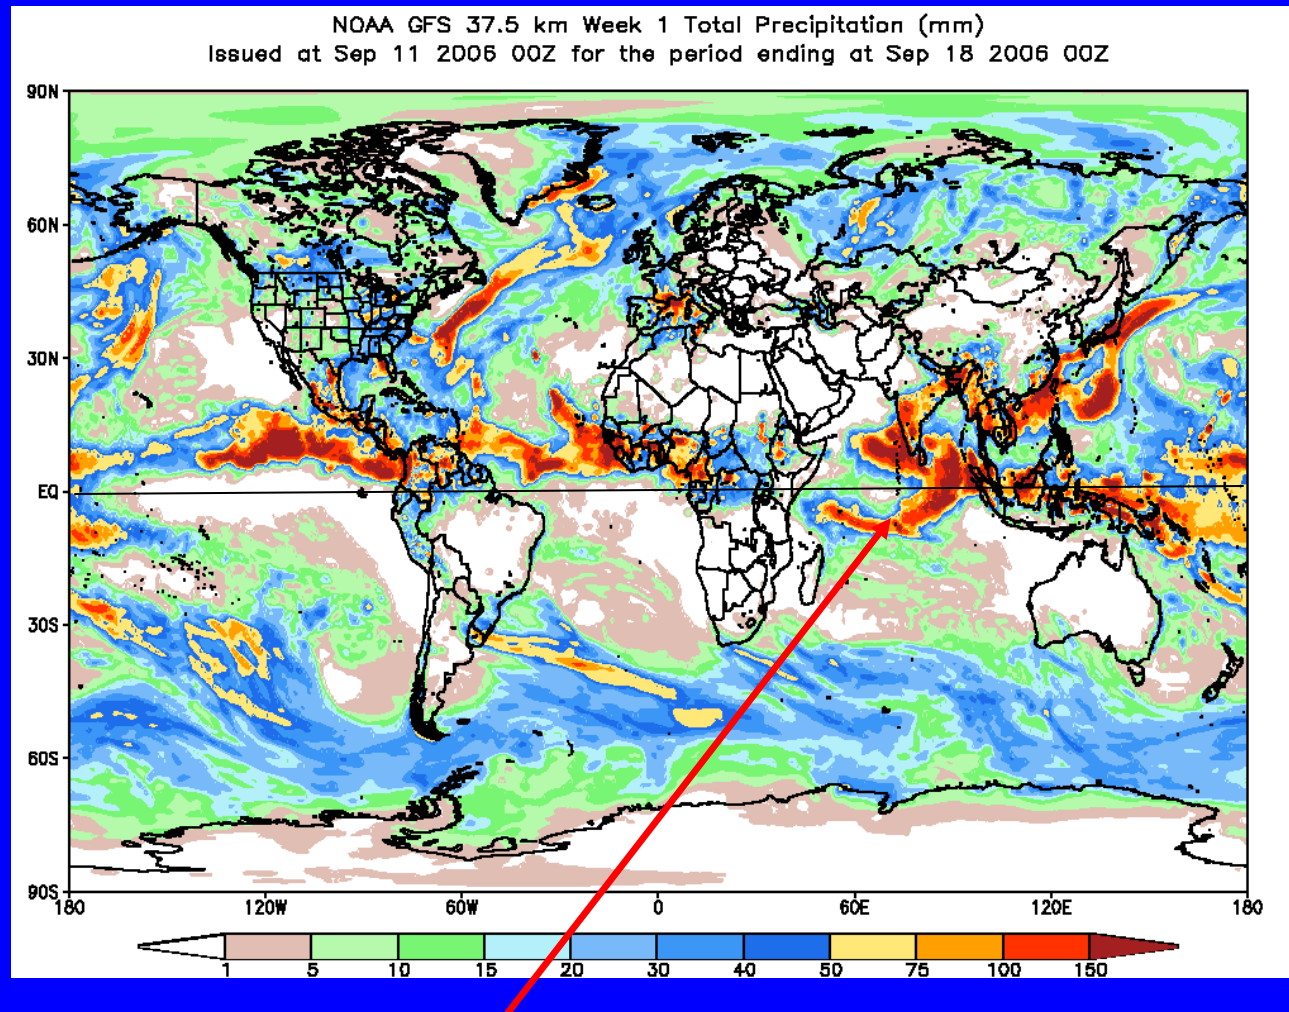 NOAA GFS 37.5 km Week 1 Total Precipitation (mm)
Issued at Sep 11 2006 00Z for the period ending at Sep 18 2006 00Z
90N
60N
30N
EQ
30S
60S
90S
180 120W 60W 0 60E 120E 180
1 5 10 15 20 30 40 50 75 100 150